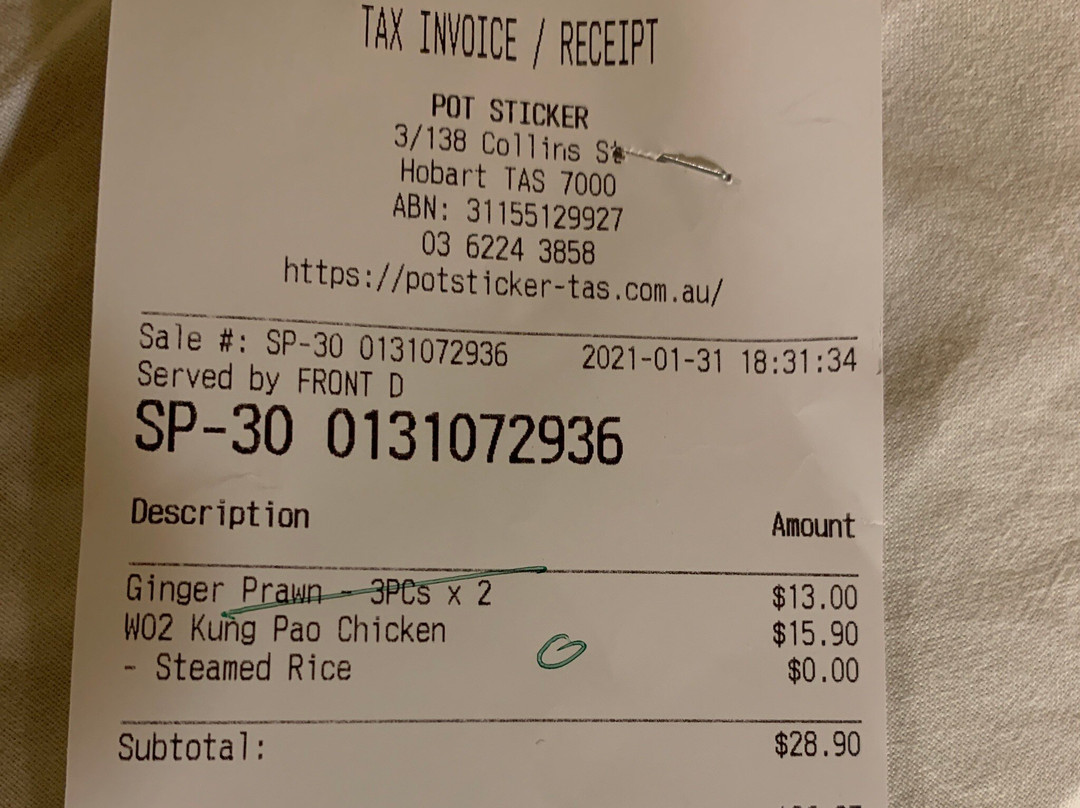 TAX INVOICE / RECEIPT
POT STICKER
3/138 Collins St
Hobart TAS 7000
ABN: 31155129927
03 6224 3858
https://potsticker-tas.com.au/
Sale #: SP-30 0131072936 2021-01-31 18:31:34
Served by FRONT D
SP-30 0131072936
Description Amount
Ginger Prawn - 3PCs x 2 $13.00
W02 Kung Pao Chicken $15.90
- Steamed Rice $0.00
Subtotal: $28.90